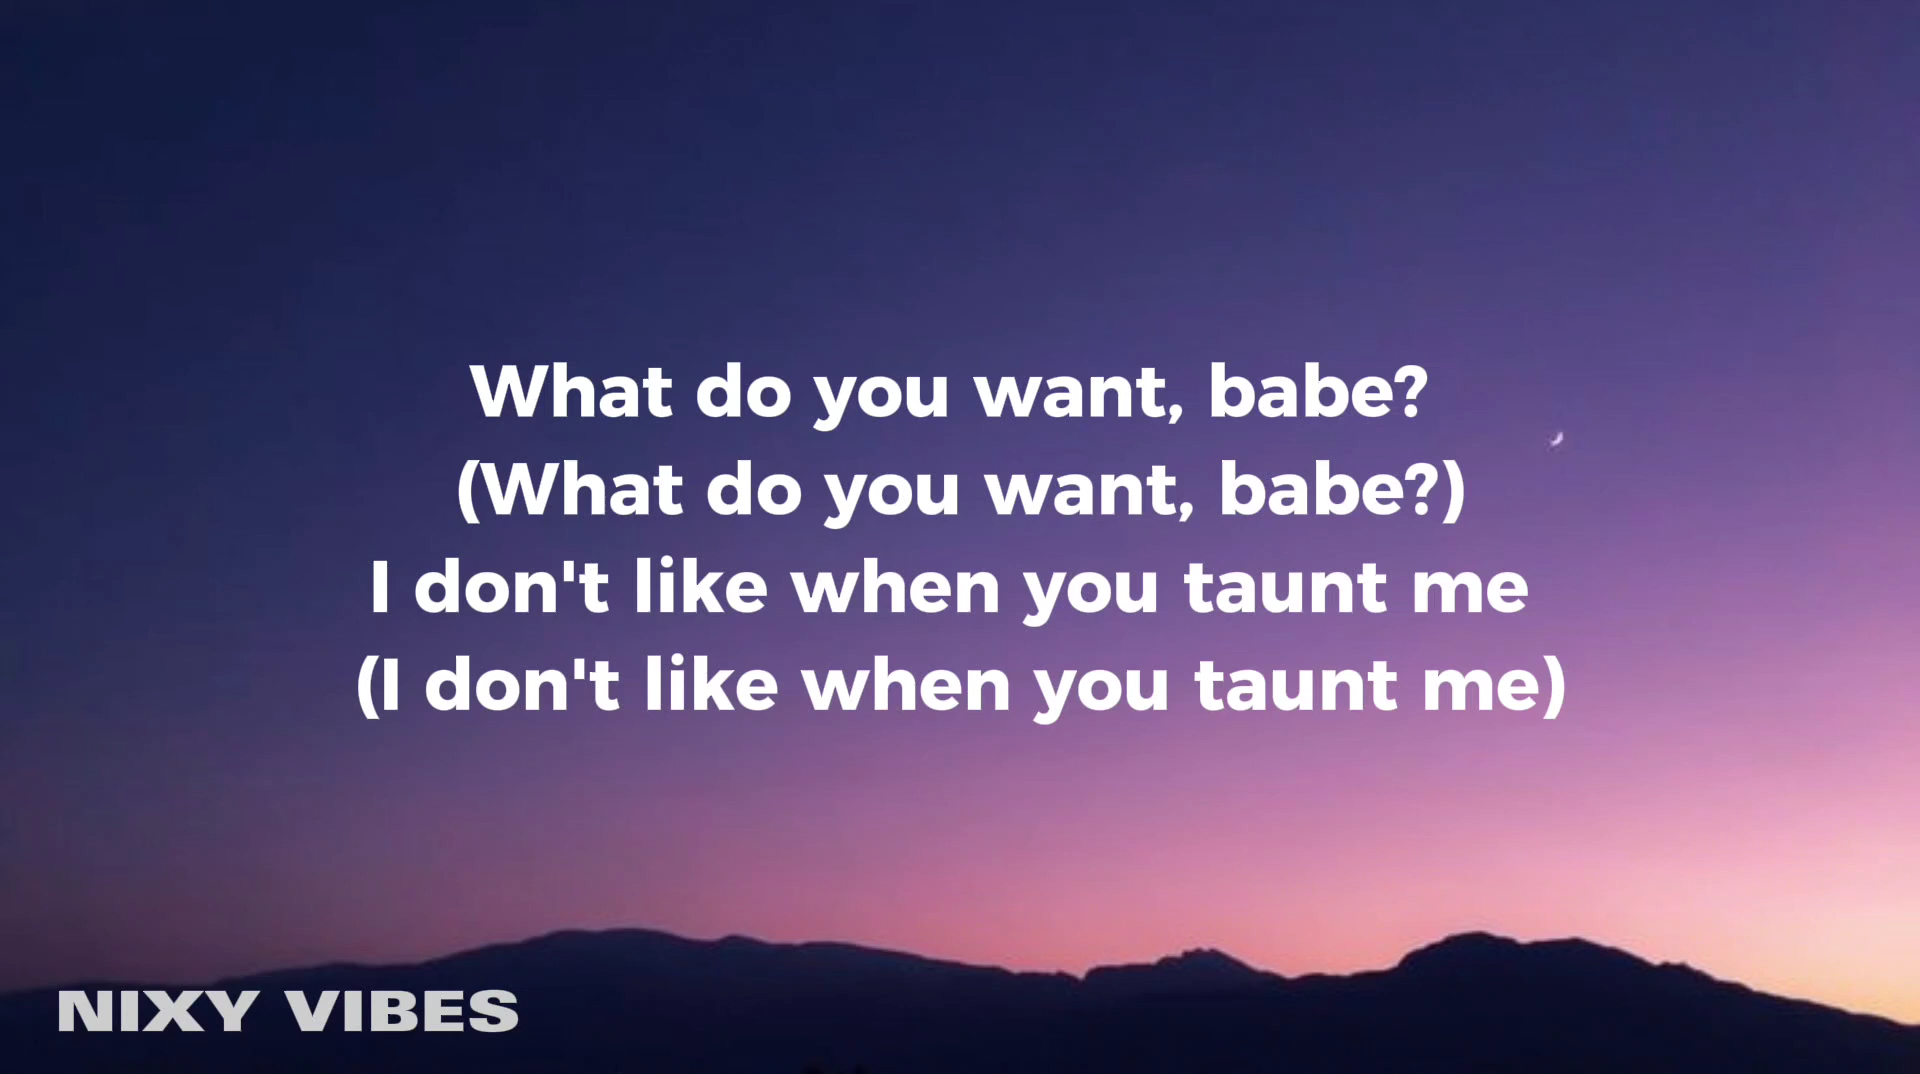 What do you want, babe?
(What do you want, babe?)
I don't like when you taunt me
(I don't like when you taunt me)
NIXY VIBES